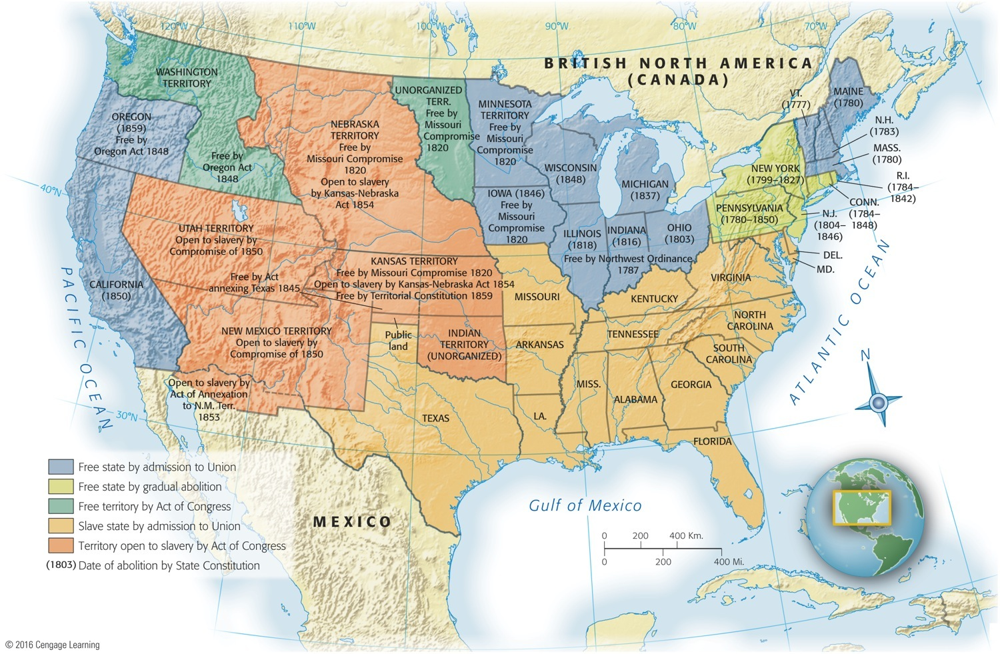 120°W
110°W
100°W
90°W
80°W
70°W
BRITISH NORTH AMERICA
(CANADA)
WASHINGTON
TERRITORY
OREGON
(1859)
Free by
Oregon Act 1848
Free by
Oregon Act
1848
NEBRASKA
TERRITORY
Free by
Missouri Compromise
1820
Open to slavery
by Kansas-Nebraska
Act 1854
UNORGANIZED
TERR.
Free by
Missouri
Compromise
1820
MINNESOTA
TERRITORY
Free by
Missouri
Compromise
1820
WISCONSIN
(1848)
MICHIGAN
(1837)
IOWA (1846)
Free by
Missouri
Compromise
1820
ILLINOIS
(1818)
INDIANA
(1816)
OHIO
(1803)
Free by Northwest Ordinance
1787
VT.
(1777)
MAINE
(1780)
N.H.
(1783)
MASS.
(1780)
R.I.
(1784–
1842)
CONN.
(1784–
1848)
NEW YORK
(1799–1827)
PENNSYLVANIA
(1780–1850)
N.J.
(1804–
1846)
DEL.
MD.
40°N
UTAH TERRITORY
Open to slavery by
Compromise of 1850
Free by Act
annexing Texas 1845
KANSAS TERRITORY
Free by Missouri Compromise 1820
Open to slavery by Kansas-Nebraska Act 1854
Free by Territorial Constitution 1859
CALIFORNIA
(1850)
NEW MEXICO TERRITORY
Open to slavery by
Compromise of 1850
Public
land
INDIAN
TERRITORY
(UNORGANIZED)
Open to slavery by
Act of Annexation
to N.M. Terr.
1853
MISSOURI
KENTUCKY
VIRGINIA
ARKANSAS
TENNESSEE
NORTH
CAROLINA
SOUTH
CAROLINA
MISS.
ALABAMA
GEORGIA
TEXAS
LA.
FLORIDA
PACIFIC OCEAN
ATLANTIC OCEAN
N
30°N
Gulf of Mexico
MEXICO
0 200 400 Km.
0 200 400 Mi.
Free state by admission to Union
Free state by gradual abolition
Free territory by Act of Congress
Slave state by admission to Union
Territory open to slavery by Act of Congress
(1803) Date of abolition by State Constitution
© 2016 Cengage Learning